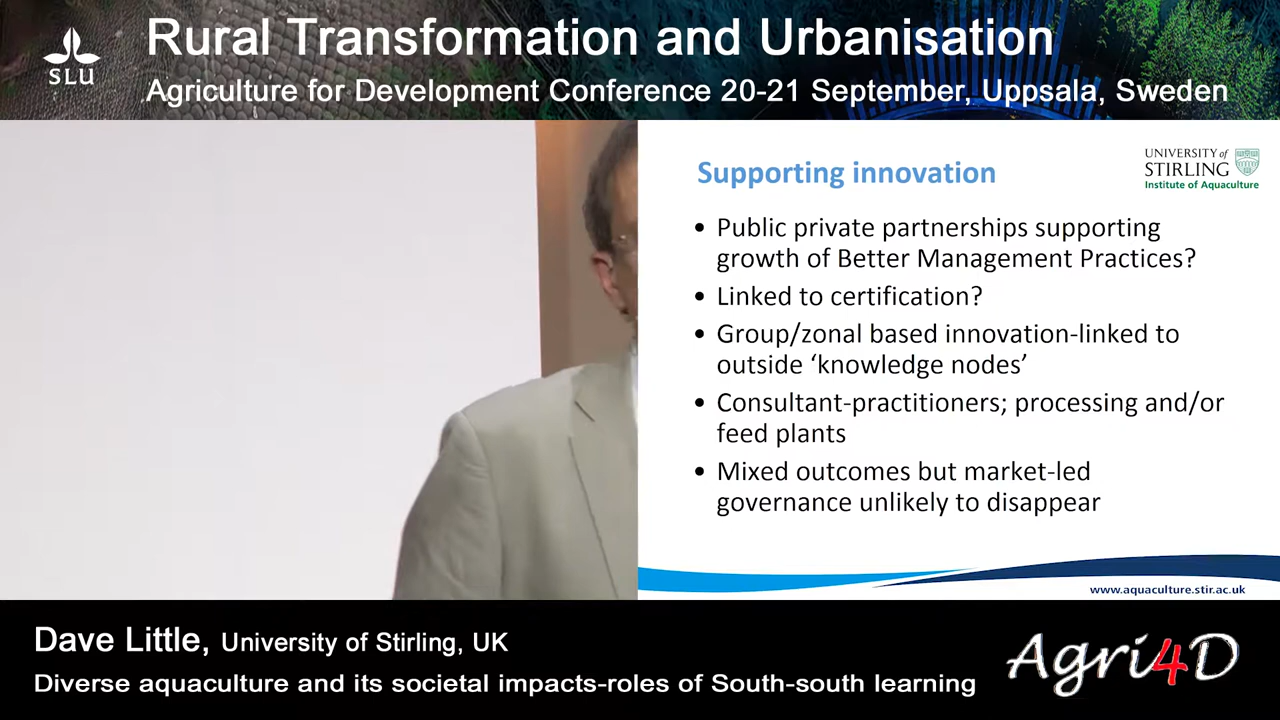 SLU
Rural Transformation and Urbanisation
Agriculture for Development Conference 20-21 September, Uppsala, Sweden
UNIVERSITY of
STIRLING
Institute of Aquaculture
Supporting innovation
• Public private partnerships supporting
growth of Better Management Practices?
• Linked to certification?
• Group/zonal based innovation-linked to
outside ‘knowledge nodes’
• Consultant-practitioners; processing and/or
feed plants
• Mixed outcomes but market-led
governance unlikely to disappear
www.aquaculture.stir.ac.uk
Dave Little, University of Stirling, UK
Diverse aquaculture and its societal impacts-roles of South-south learning
Agri4D